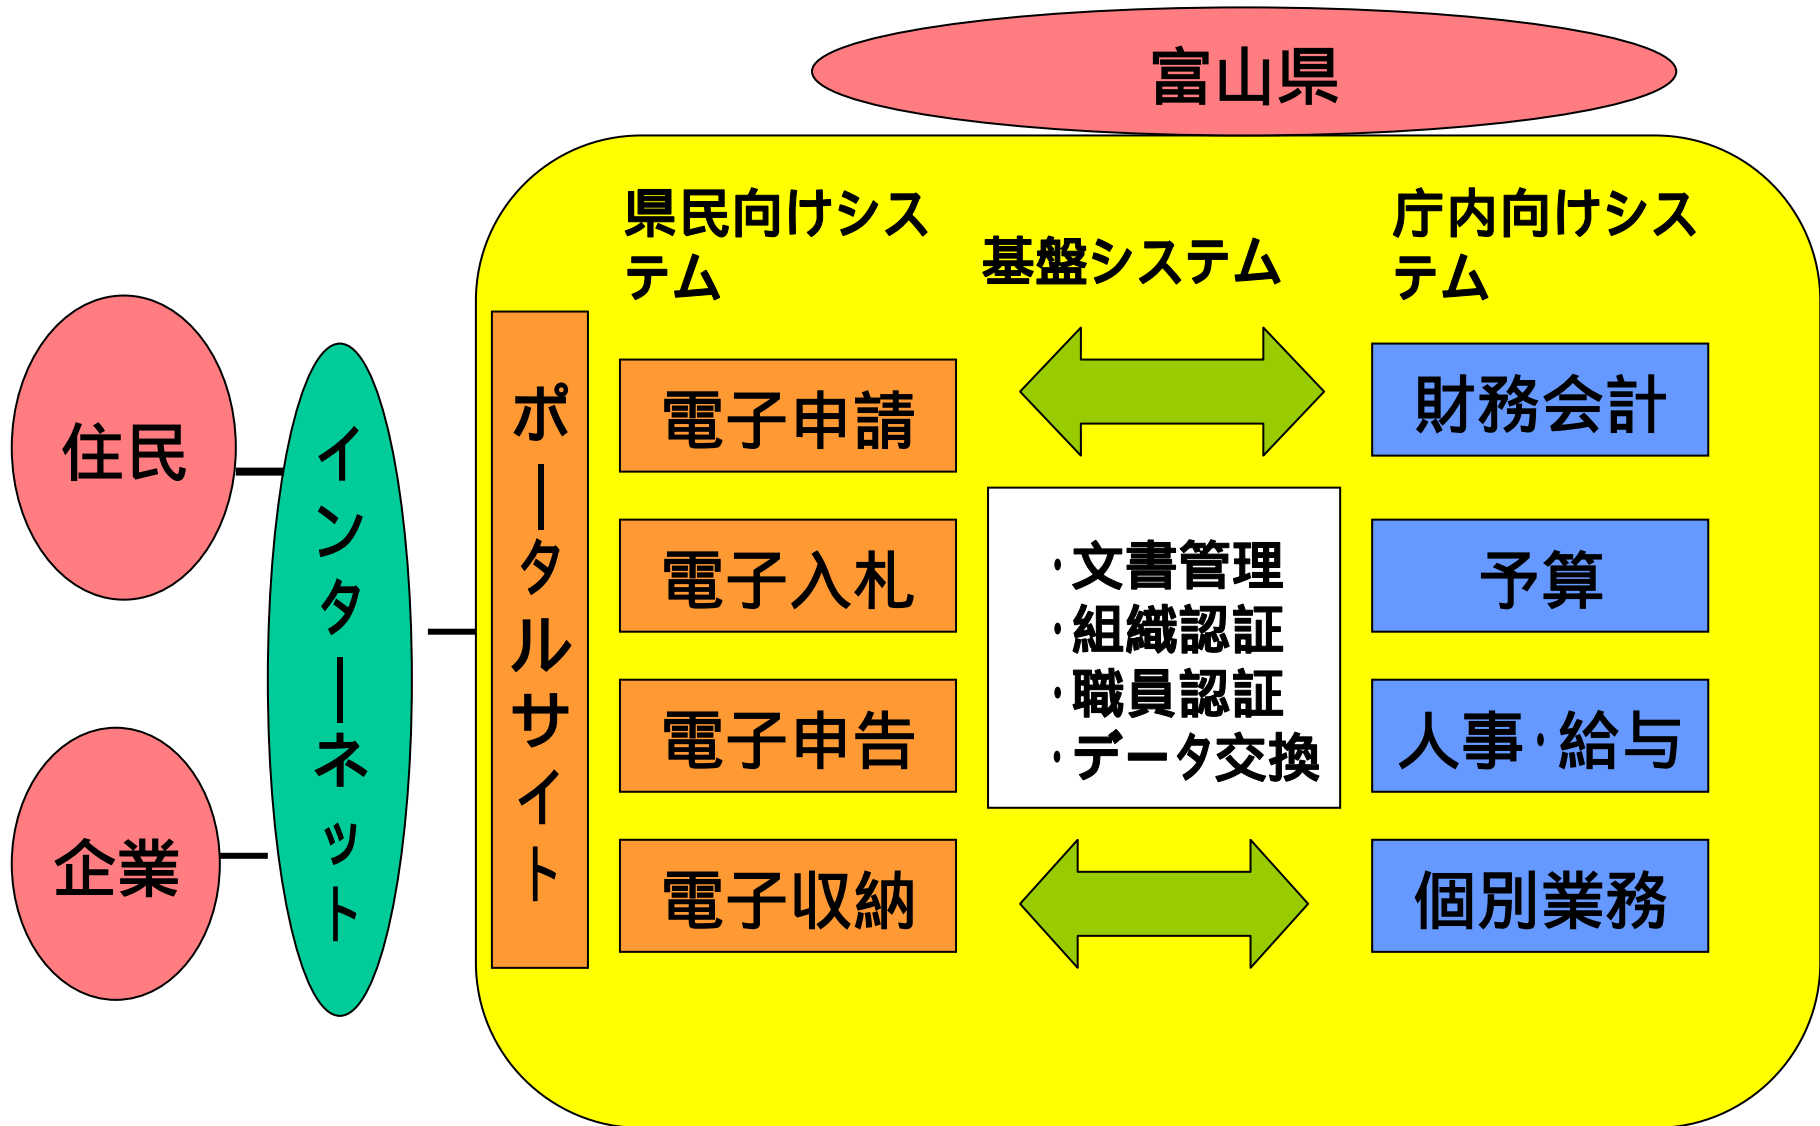 富山県
県民向けシス
テム
基盤システム
庁内向けシス
テム
住民
企業
インターネット
ポータルサイト
電子申請
電子入札
電子申告
電子収納
・文書管理
・組織認証
・職員認証
・データ交換
財務会計
予算
人事・給与
個別業務